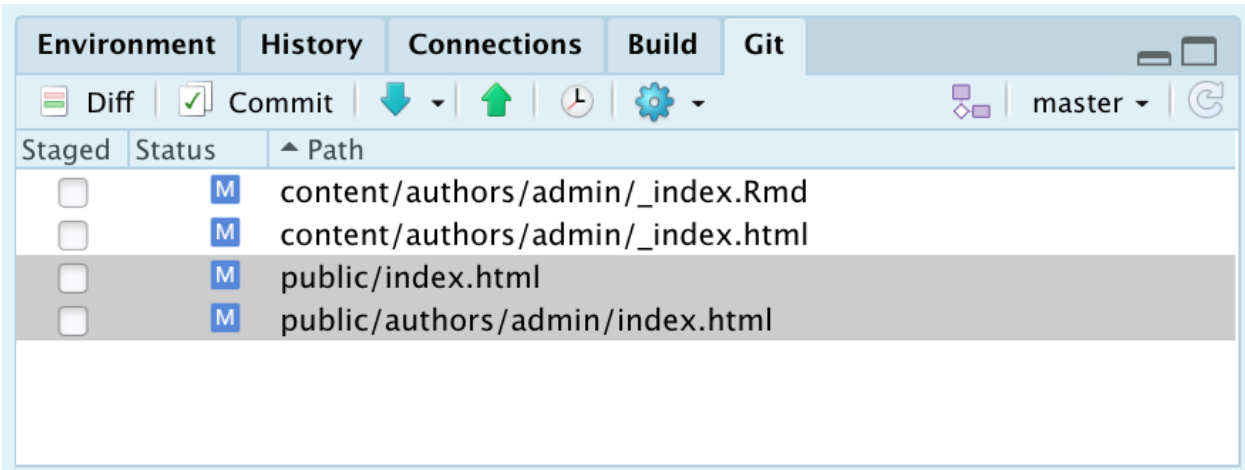 Environment History Connections Build Git
Diff Commit master
Staged Status Path
M content/authors/admin/_index.Rmd
M content/authors/admin/_index.html
M public/index.html
M public/authors/admin/index.html